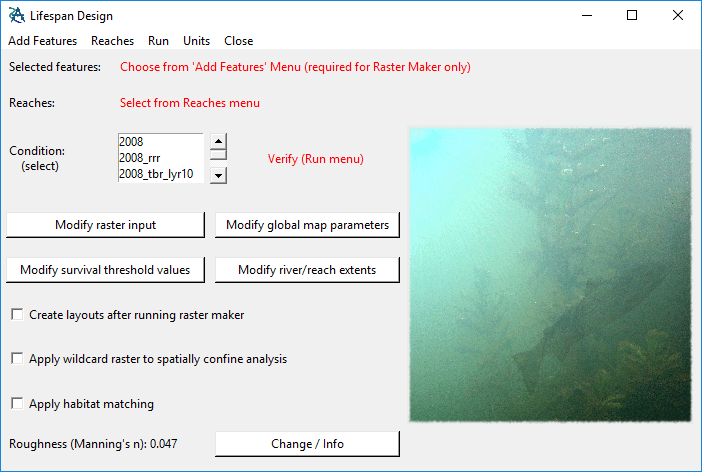 Lifespan Design
Add Features Reaches Run Units Close
Selected features: Choose from 'Add Features' Menu (required for Raster Maker only)
Reaches: Select from Reaches menu
Condition:
(select)
2008
2008_rrr
2008_tbr_lyr10
Verify (Run menu)
Modify raster input Modify global map parameters
Modify survival threshold values Modify river/reach extents
Create layouts after running raster maker
Apply wildcard raster to spatially confine analysis
Apply habitat matching
Roughness (Manning's n): 0.047 Change / Info